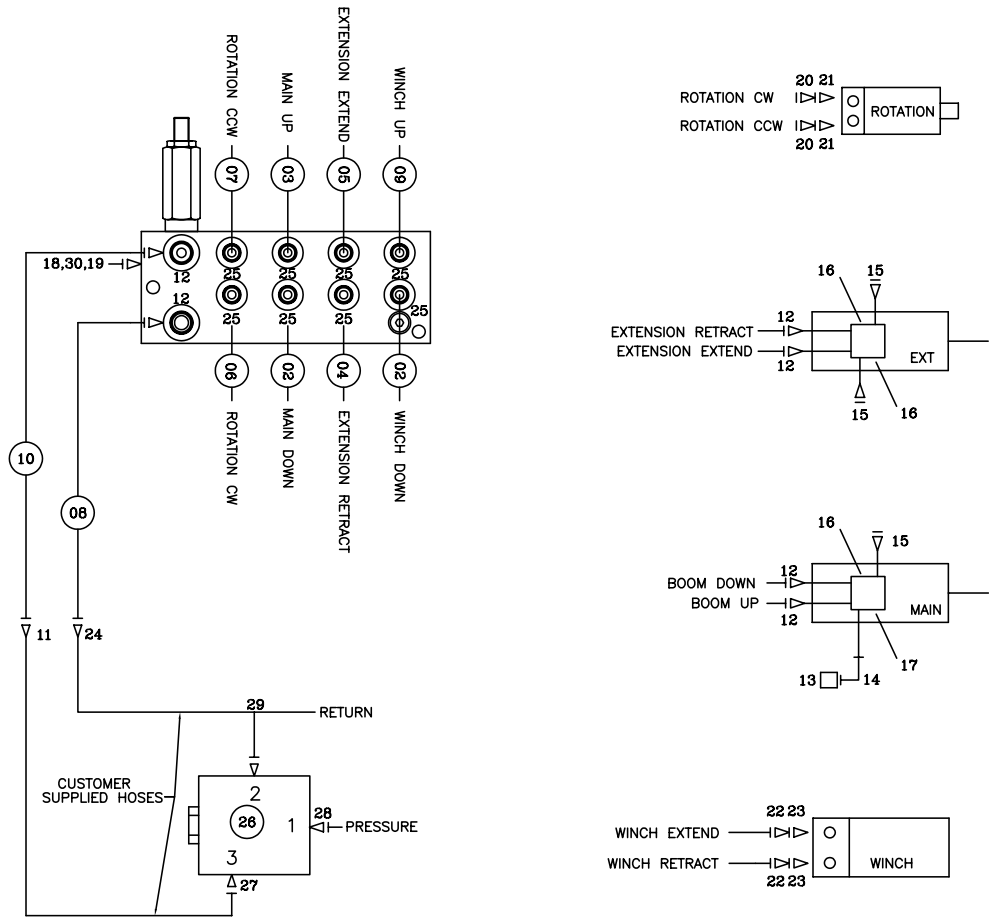 ROTATION CCW
MAIN UP
EXTENSION EXTEND
WINCH UP
07
03
05
09
18,30,19
12
25
25
25
25
12
25
25
25
25
06
02
04
02
ROTATION CW
MAIN DOWN
EXTENSION RETRACT
WINCH DOWN
10
08
11
24
29
RETURN
CUSTOMER
SUPPLIED HOSES
2
26
1
28
PRESSURE
3
27
20 21
ROTATION CW
ROTATION CCW
20 21
ROTATION
16
15
12
EXTENSION RETRACT
EXTENSION EXTEND
12
EXT
15
16
16
15
12
BOOM DOWN
BOOM UP
12
MAIN
17
13
14
22 23
WINCH EXTEND
WINCH RETRACT
22 23
WINCH